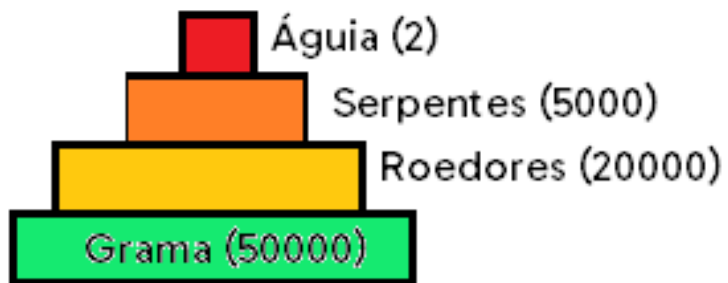 Águia (2)
Serpentes (5000)
Roedores (20000)
Grama (50000)